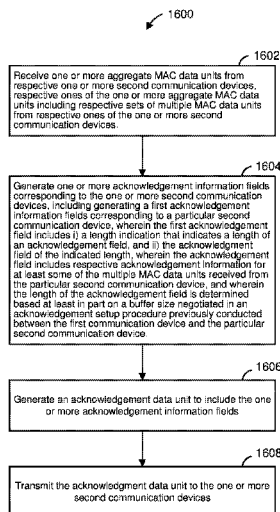 1600
1602
Receive one or more aggregate MAC data units from
respective one or more second communication devices,
respective ones of the one or more aggregate MAC data
units including respective sets of multiple MAC data units
from respective ones of the one or more second
communication devices.
1604
Generate one or more acknowledgement information fields
corresponding to the one or more second communication
devices, including generating a first acknowledgement
information fields corresponding to a particular second
communication device, wherein the first acknowledgement
field includes i) a length indication that indicates a length of
an acknowledgement field, and ii) the acknowledgment
field of the indicated length, wherein the acknowledgement
field includes respective acknowledgement information for
at least some of the multiple MAC data units received from
the particular second communication device, and wherein
the length of the acknowledgement field is determined
based at least in part on a buffer size negotiated in an
acknowledgement setup procedure previously conducted
between the first communication device and the particular
second communication device
1606
Generate an acknowledgement data unit to include the one
or more acknowledgement information fields
1608
Transmit the acknowledgment data unit to the one or more
second communication devices